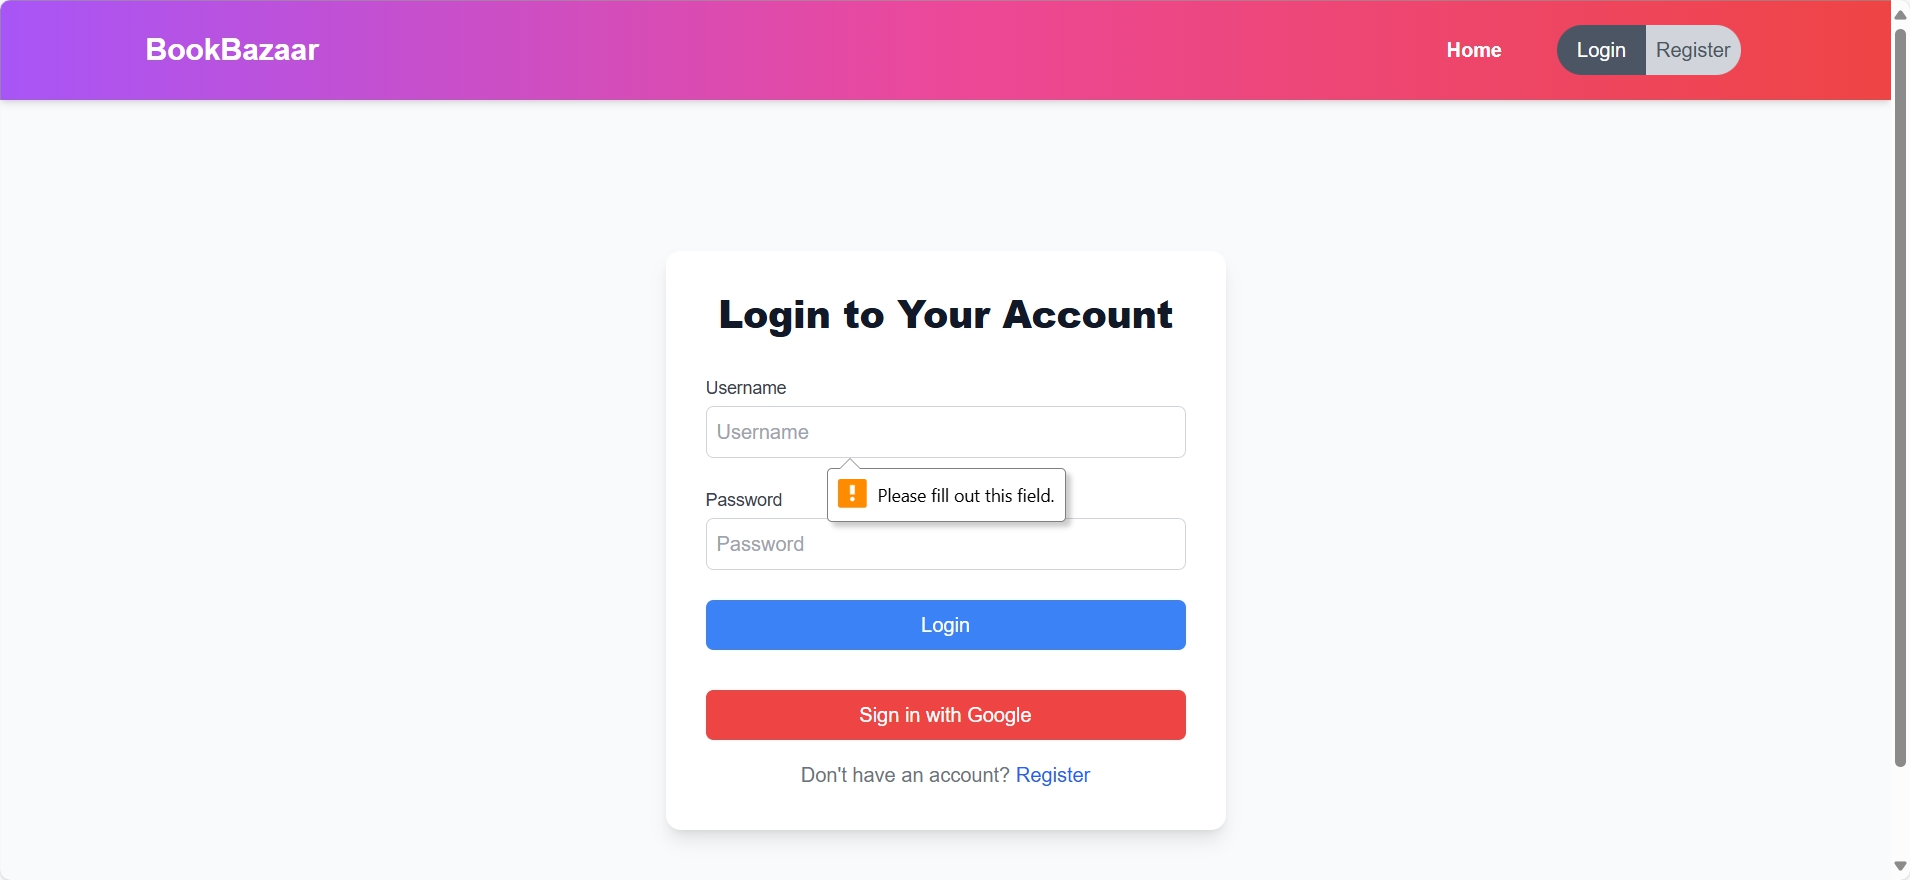 BookBazaar
Home
Login
Register
Login to Your Account
Username
Username
Please fill out this field.
Password
Password
Login
Sign in with Google
Don't have an account? Register